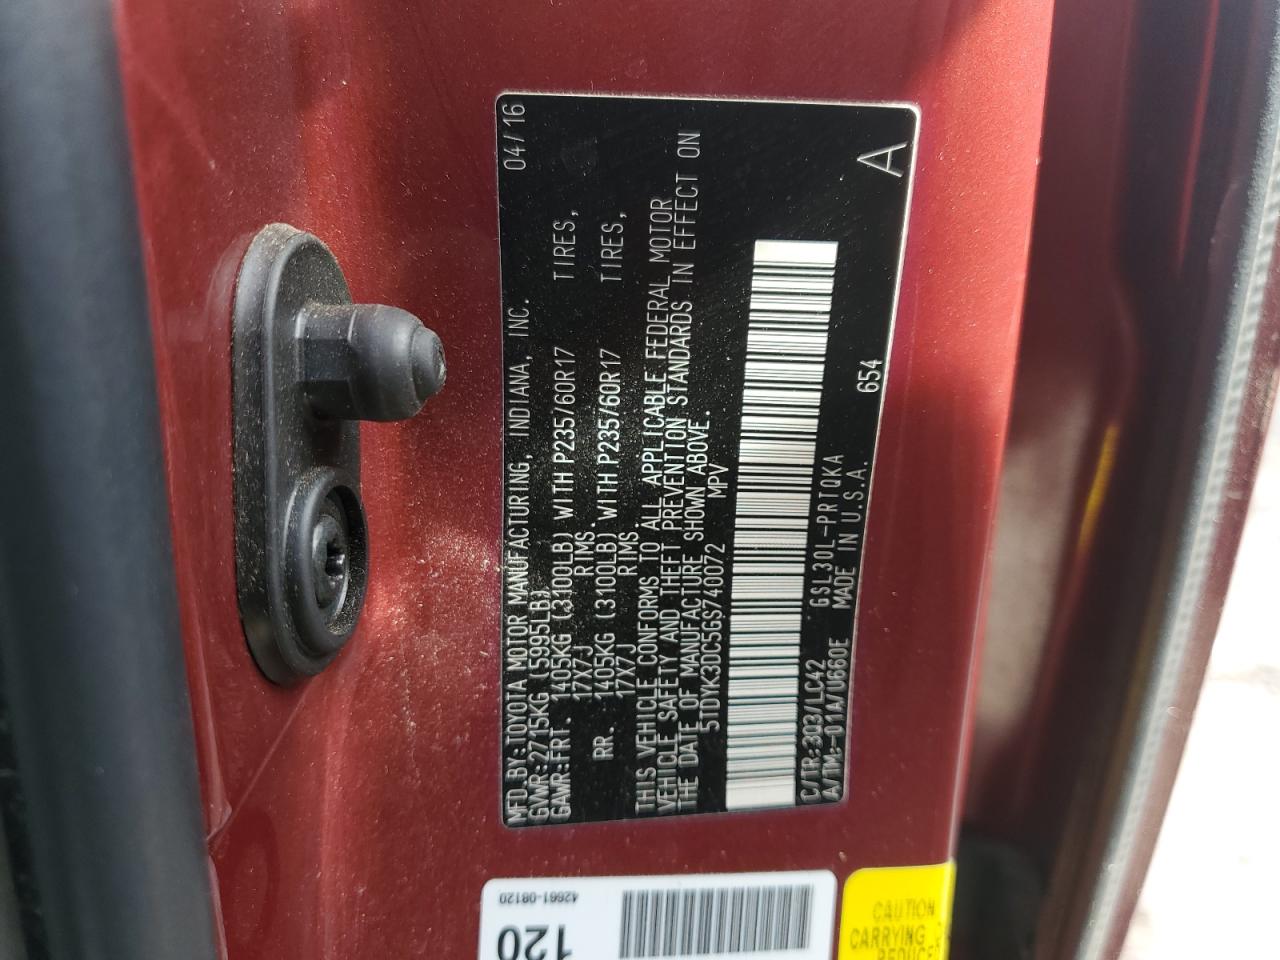 MFD.BY:TOYOTA MOTOR MANUFACTURING, INDIANA, INC. 04/16
GVWR:2715KG (5995LB)
GAWR:FRT. 1405KG (3100LB) WITH P235/60R17 TIRES,
17X7J RIMS.
RR. 1405KG (3100LB) WITH P235/60R17 TIRES,
17X7J RIMS.
THIS VEHICLE CONFORMS TO ALL APPLICABLE FEDERAL MOTOR
VEHICLE SAFETY AND THEFT PREVENTION STANDARDS IN EFFECT ON
THE DATE OF MANUFACTURE SHOWN ABOVE.
5TDYK3DC5GS740072 MPV
C/TR:3Q3/LC42 GSL30L-PRTQKA 654 A
A/TM:-01A/U660E MADE IN U.S.A.
42661-08120
120
CAUTION
CARRYING
REDUCES